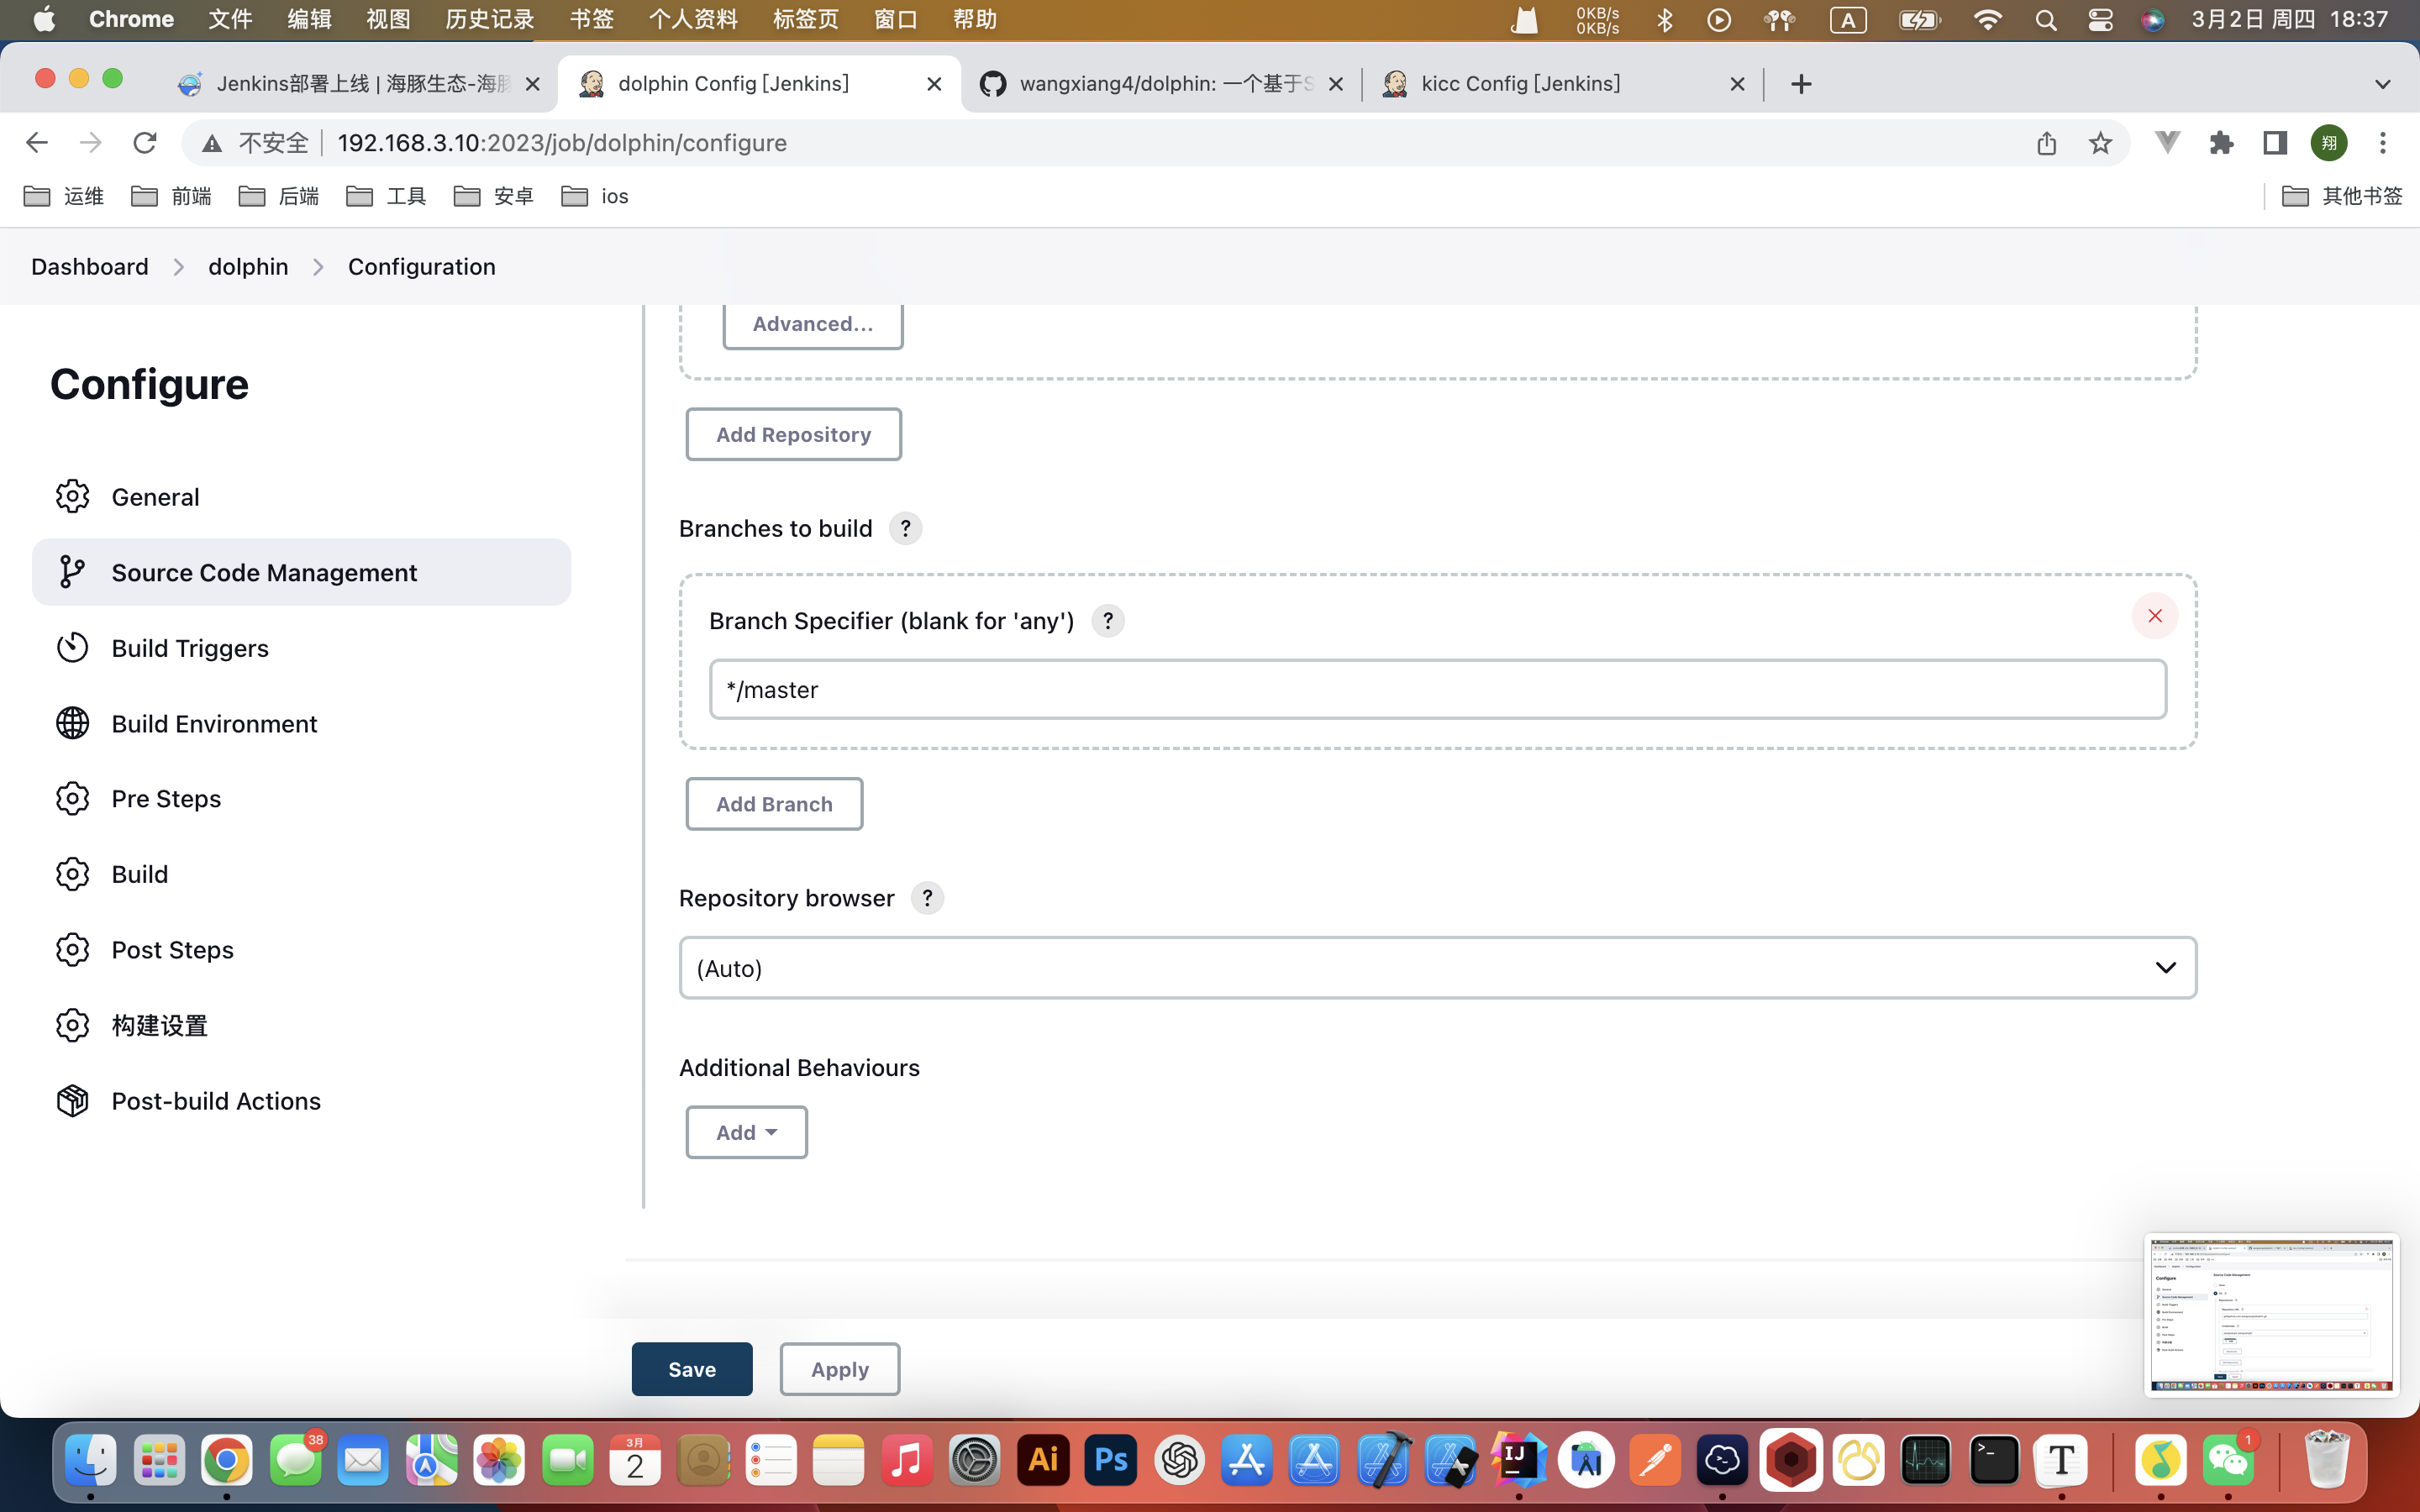 Chrome 文件 编辑 视图 历史记录 书签 个人资料 标签页 窗口 帮助
0KB/s
0KB/s
A
3月2日 周四 18:37
Jenkins部署上线 | 海豚生态-海豚
dolphin Config [Jenkins]
wangxiang4/dolphin: 一个基于S
kicc Config [Jenkins]
不安全
192.168.3.10:2023/job/dolphin/configure
翔
运维 前端 后端 工具 安卓 ios
其他书签
Dashboard dolphin Configuration
Configure
General
Source Code Management
Build Triggers
Build Environment
Pre Steps
Build
Post Steps
构建设置
Post-build Actions
Advanced...
Add Repository
Branches to build ?
Branch Specifier (blank for 'any') ?
*/master
Add Branch
Repository browser ?
(Auto)
Additional Behaviours
Add
Save
Apply
38
3月
2
Ai
Ps
IJ
>_
T
1